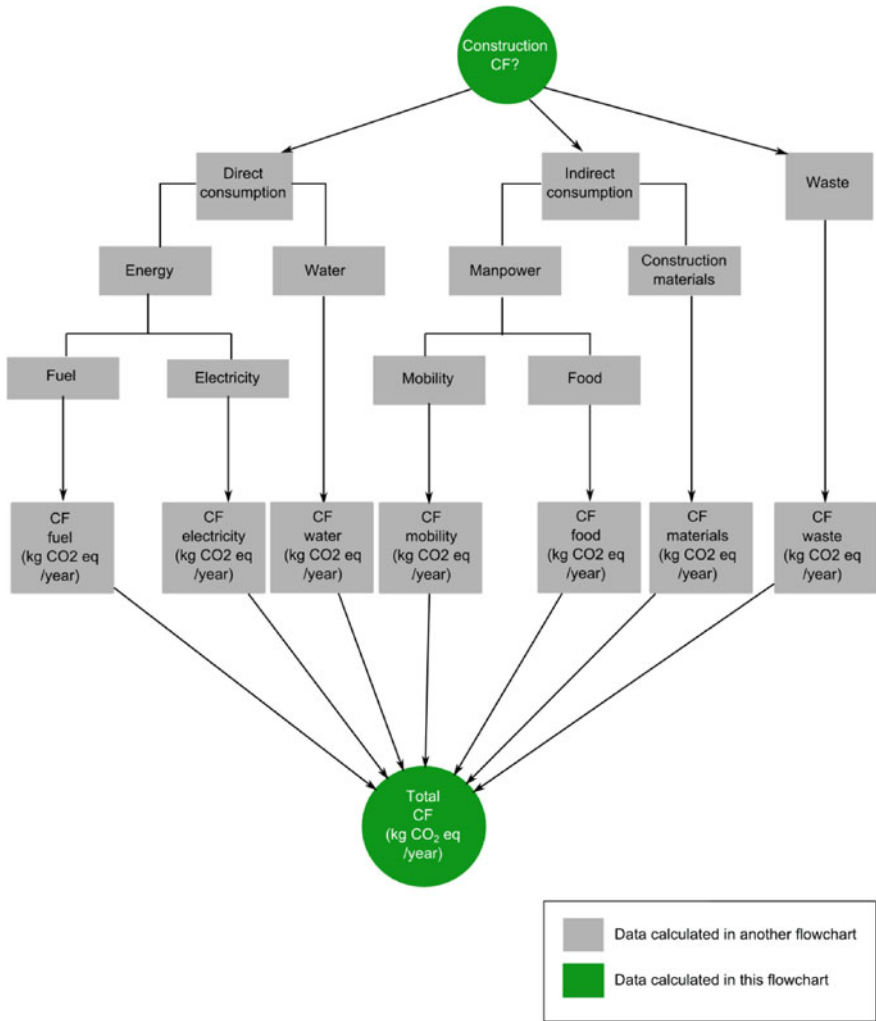 Construction
CF?
Direct
consumption
Indirect
consumption
Waste
Energy
Water
Manpower
Construction
materials
Fuel
Electricity
Mobility
Food
CF
fuel
(kg CO2 eq
/year)
CF
electricity
(kg CO2 eq
/year)
CF
water
(kg CO2 eq
/year)
CF
mobility
(kg CO2 eq
/year)
CF
food
(kg CO2 eq
/year)
CF
materials
(kg CO2 eq
/year)
CF
waste
(kg CO2 eq
/year)
Total
CF
(kg CO₂ eq
/year)
Data calculated in another flowchart
Data calculated in this flowchart